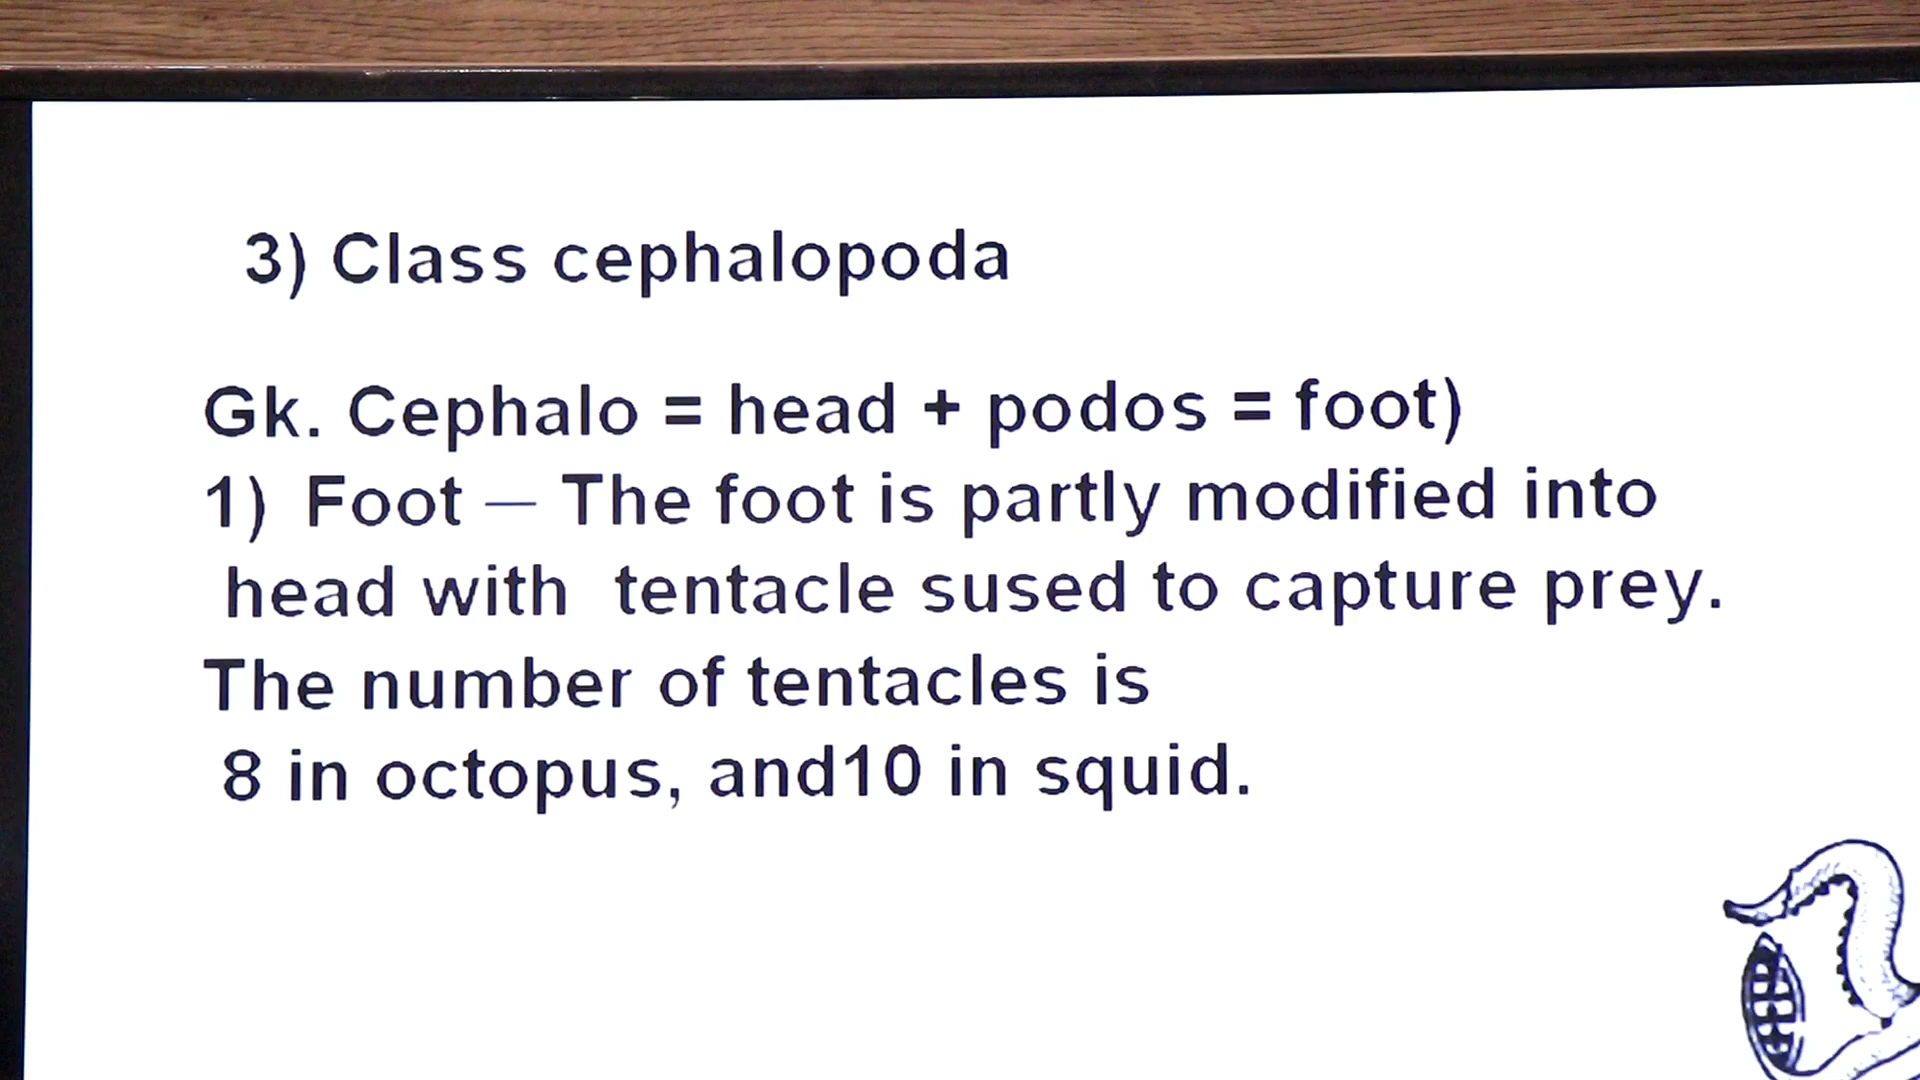 3) Class cephalopoda
Gk. Cephalo = head + podos = foot)
1) Foot – The foot is partly modified into
head with tentacle sused to capture prey.
The number of tentacles is
8 in octopus, and10 in squid.